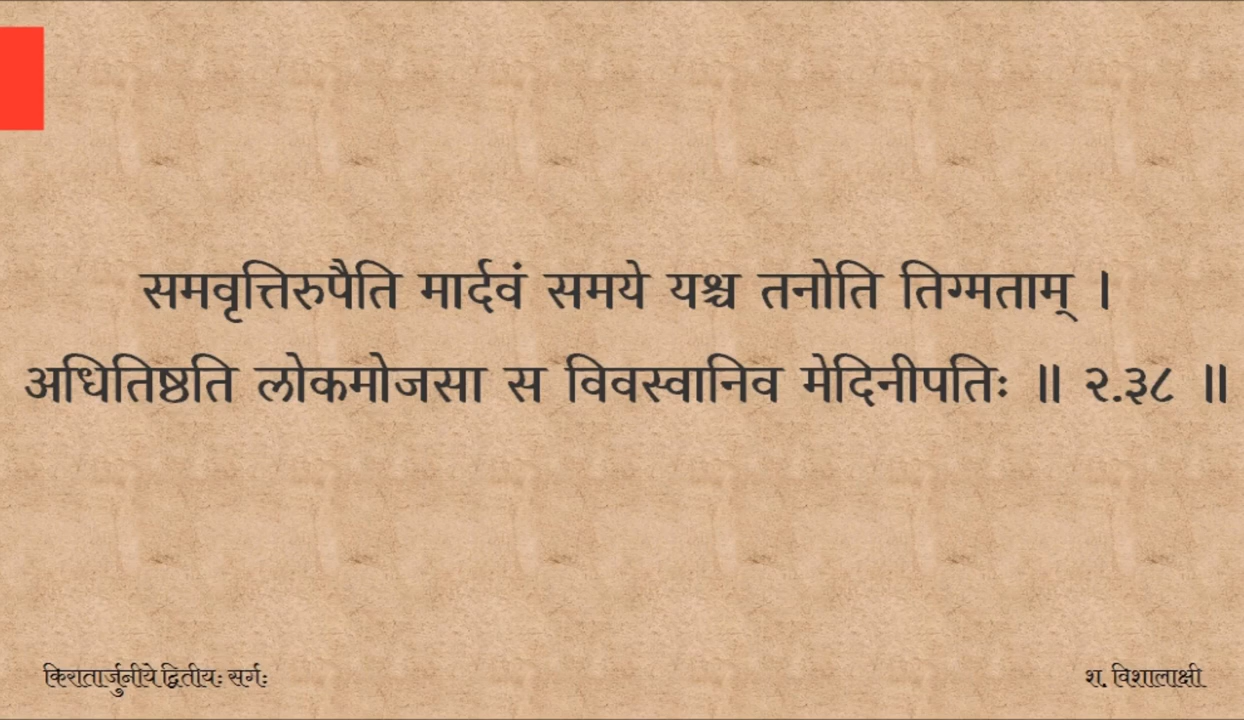 समवृत्तिरुपैति मार्दवं समये यश्च तनोति तिग्मताम् ।
अधितिष्ठति लोकमोजसा स विवस्वानिव मेदिनीपतिः ॥ २.३८ ॥
किरातार्जुनीये द्वितीयः सर्गः
श. विशालाक्षी